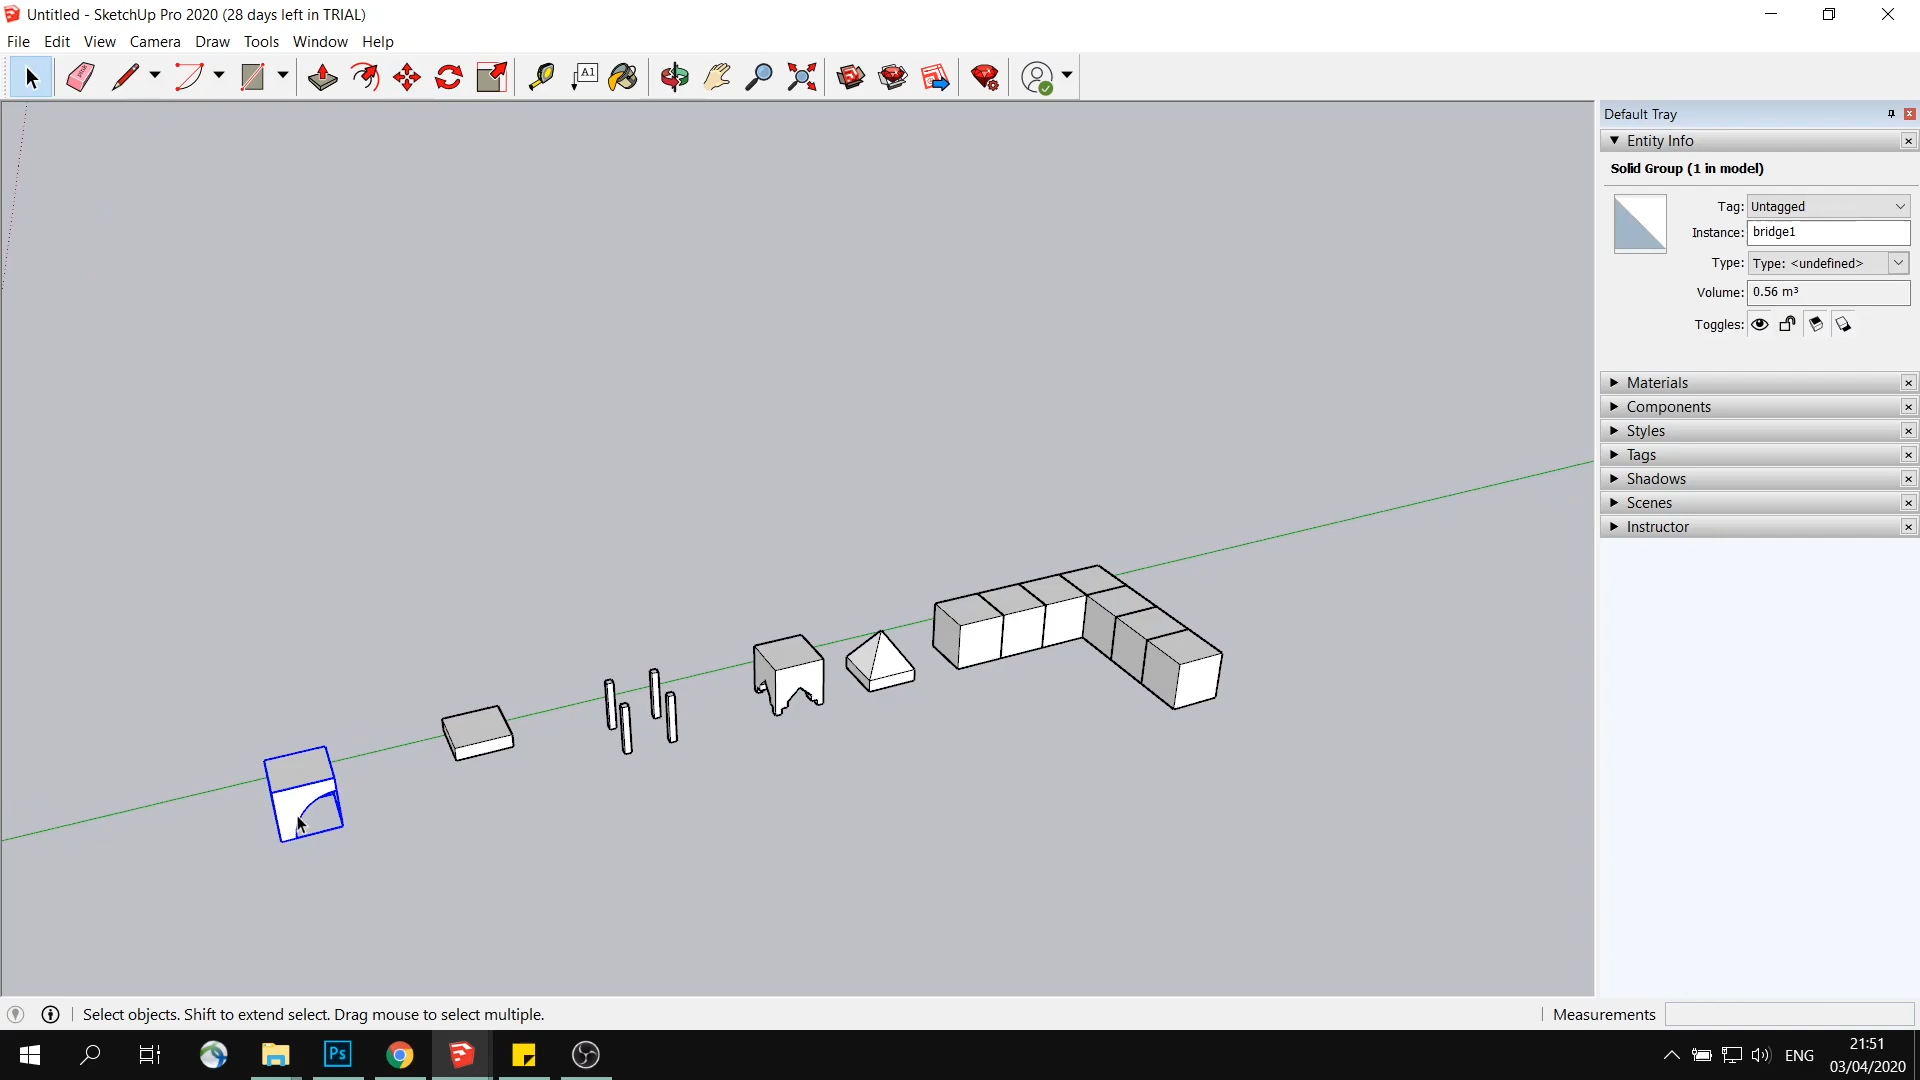 Untitled - SketchUp Pro 2020 (28 days left in TRIAL)
File Edit View Camera Draw Tools Window Help
A1
Default Tray
Entity Info
Solid Group (1 in model)
Tag: Untagged
Instance: bridge1
Type: Type: <undefined>
Volume: 0.56 m³
Toggles:
Materials
Components
Styles
Tags
Shadows
Scenes
Instructor
Select objects. Shift to extend select. Drag mouse to select multiple.
Measurements
Ps
ENG
21:51
03/04/2020